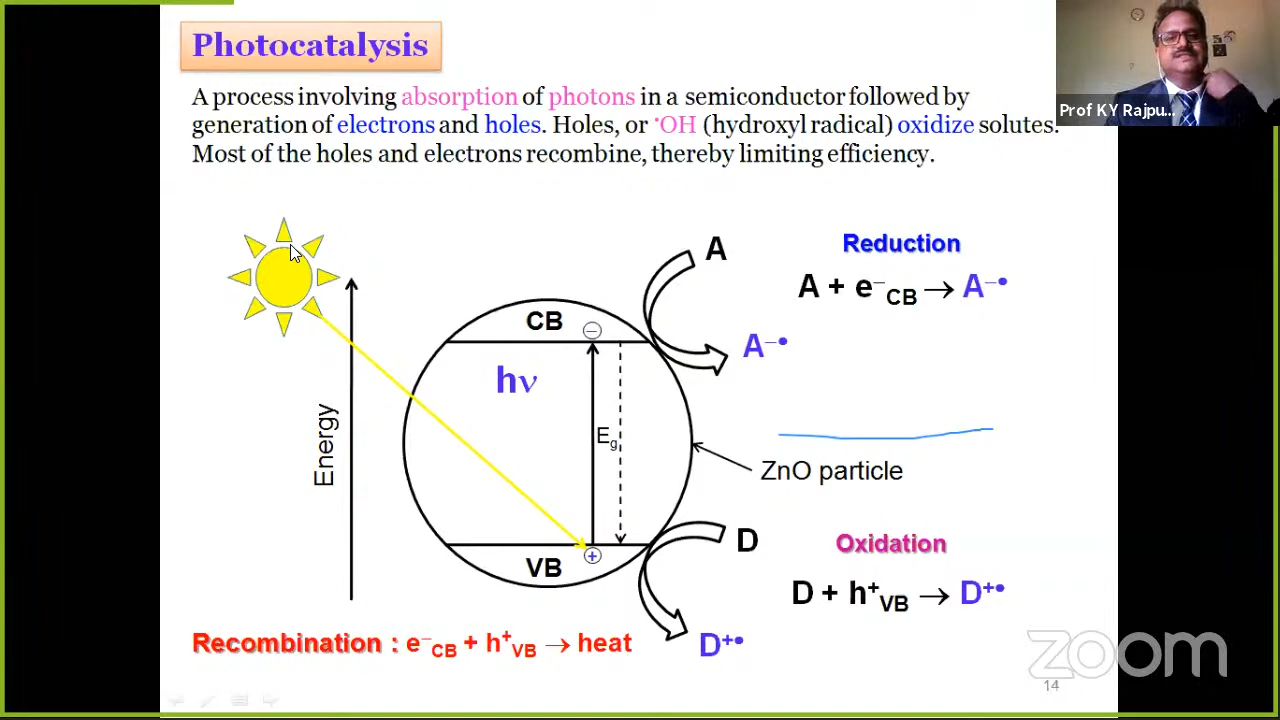 Photocatalysis
A process involving absorption of photons in a semiconductor followed by
generation of electrons and holes. Holes, or •OH (hydroxyl radical) oxidize solutes.
Most of the holes and electrons recombine, thereby limiting efficiency.
Prof KY Rajpu...
A
Reduction
A + e⁻CB → A⁻•
CB
−
A⁻•
hν
Energy
Eg
ZnO particle
D
Oxidation
VB
+
D + h⁺VB → D⁺•
Recombination : e⁻CB + h⁺VB → heat
D⁺•
zoom
14